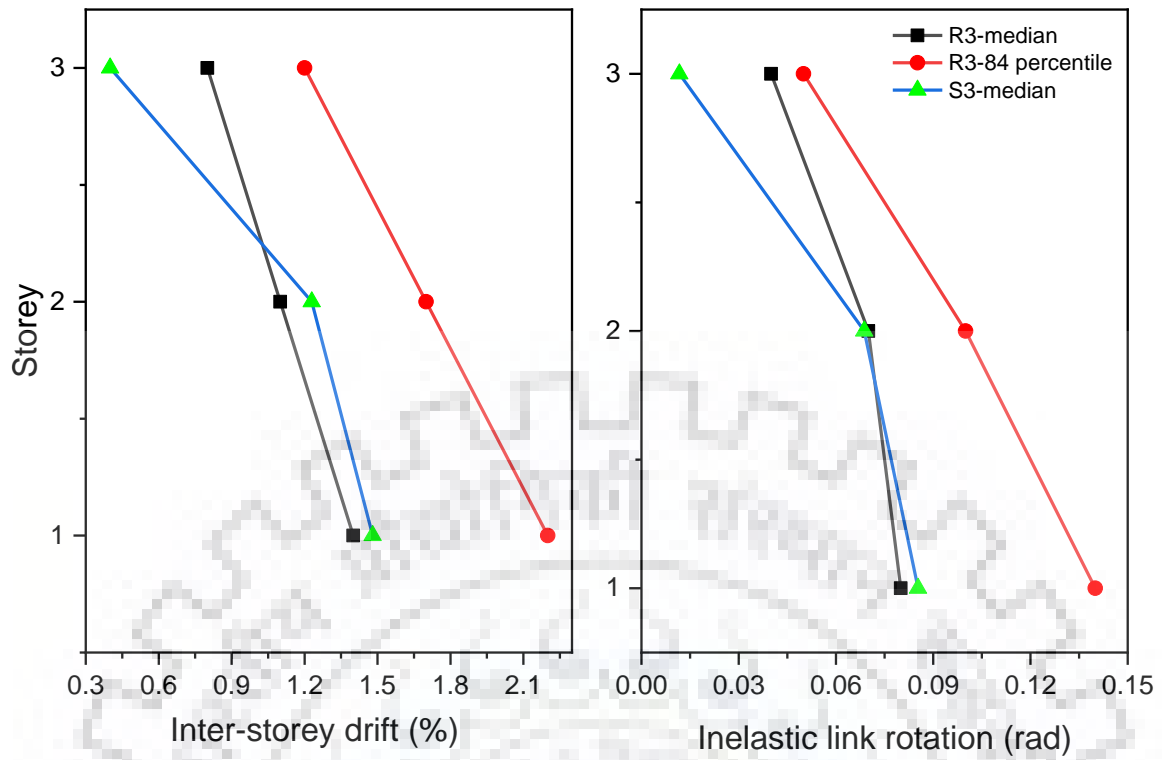 R3-median
R3-84 percentile
S3-median
Storey
3
2
1
0.3 0.6 0.9 1.2 1.5 1.8 2.1
Inter-storey drift (%)
3
2
1
0.00 0.03 0.06 0.09 0.12 0.15
Inelastic link rotation (rad)